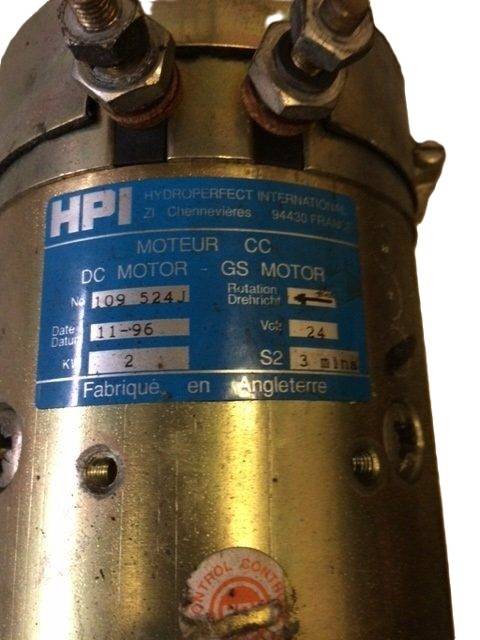 HPI HYDROPERFECT INTERNATIONAL
ZI Chennevières 94430 FRANCE
MOTEUR CC
DC MOTOR - GS MOTOR
No 109 524J Rotation
Drehricht
Date
Datum 11-96 Volt 24
KW 2 S2 3 mins
Fabriqué en Angleterre
CONTROL CONTR